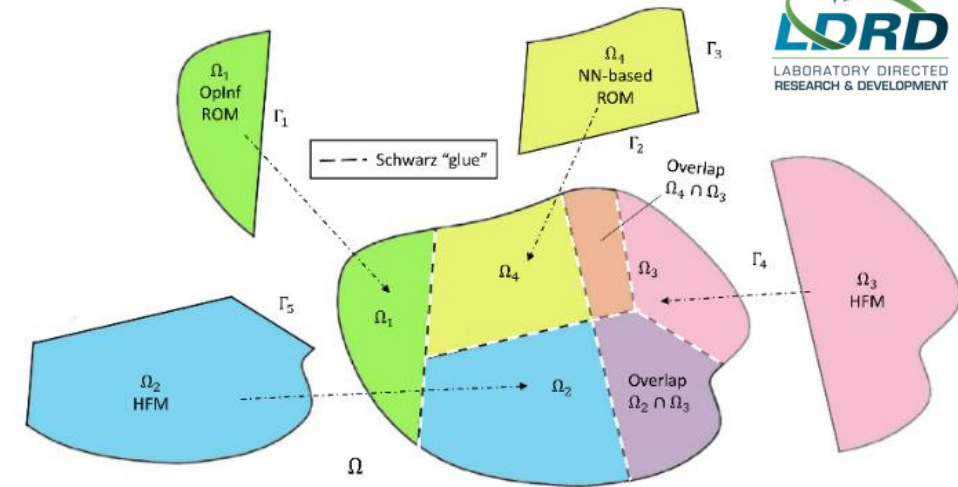 LDRD
LABORATORY DIRECTED
RESEARCH & DEVELOPMENT
Ω₁
OpInf
ROM
Γ₁
Ω₄
NN-based
ROM
Γ₃
Γ₂
Schwarz "glue"
Overlap
Ω₄ ∩ Ω₃
Ω₃
HFM
Γ₄
Ω₃
Ω₄
Ω₁
Γ₅
Ω₂
HFM
Ω₂
Overlap
Ω₂ ∩ Ω₃
Ω